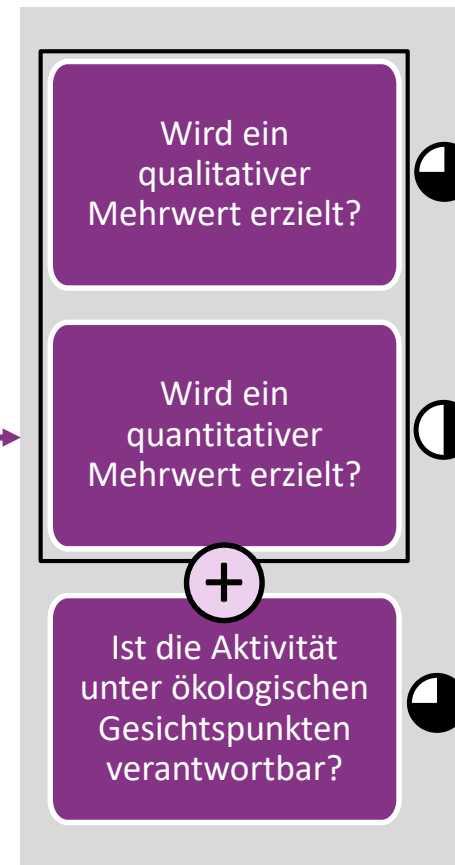 Wird ein
qualitativer
Mehrwert erzielt?
Wird ein
quantitativer
Mehrwert erzielt?
+
Ist die Aktivität
unter ökologischen
Gesichtspunkten
verantwortbar?